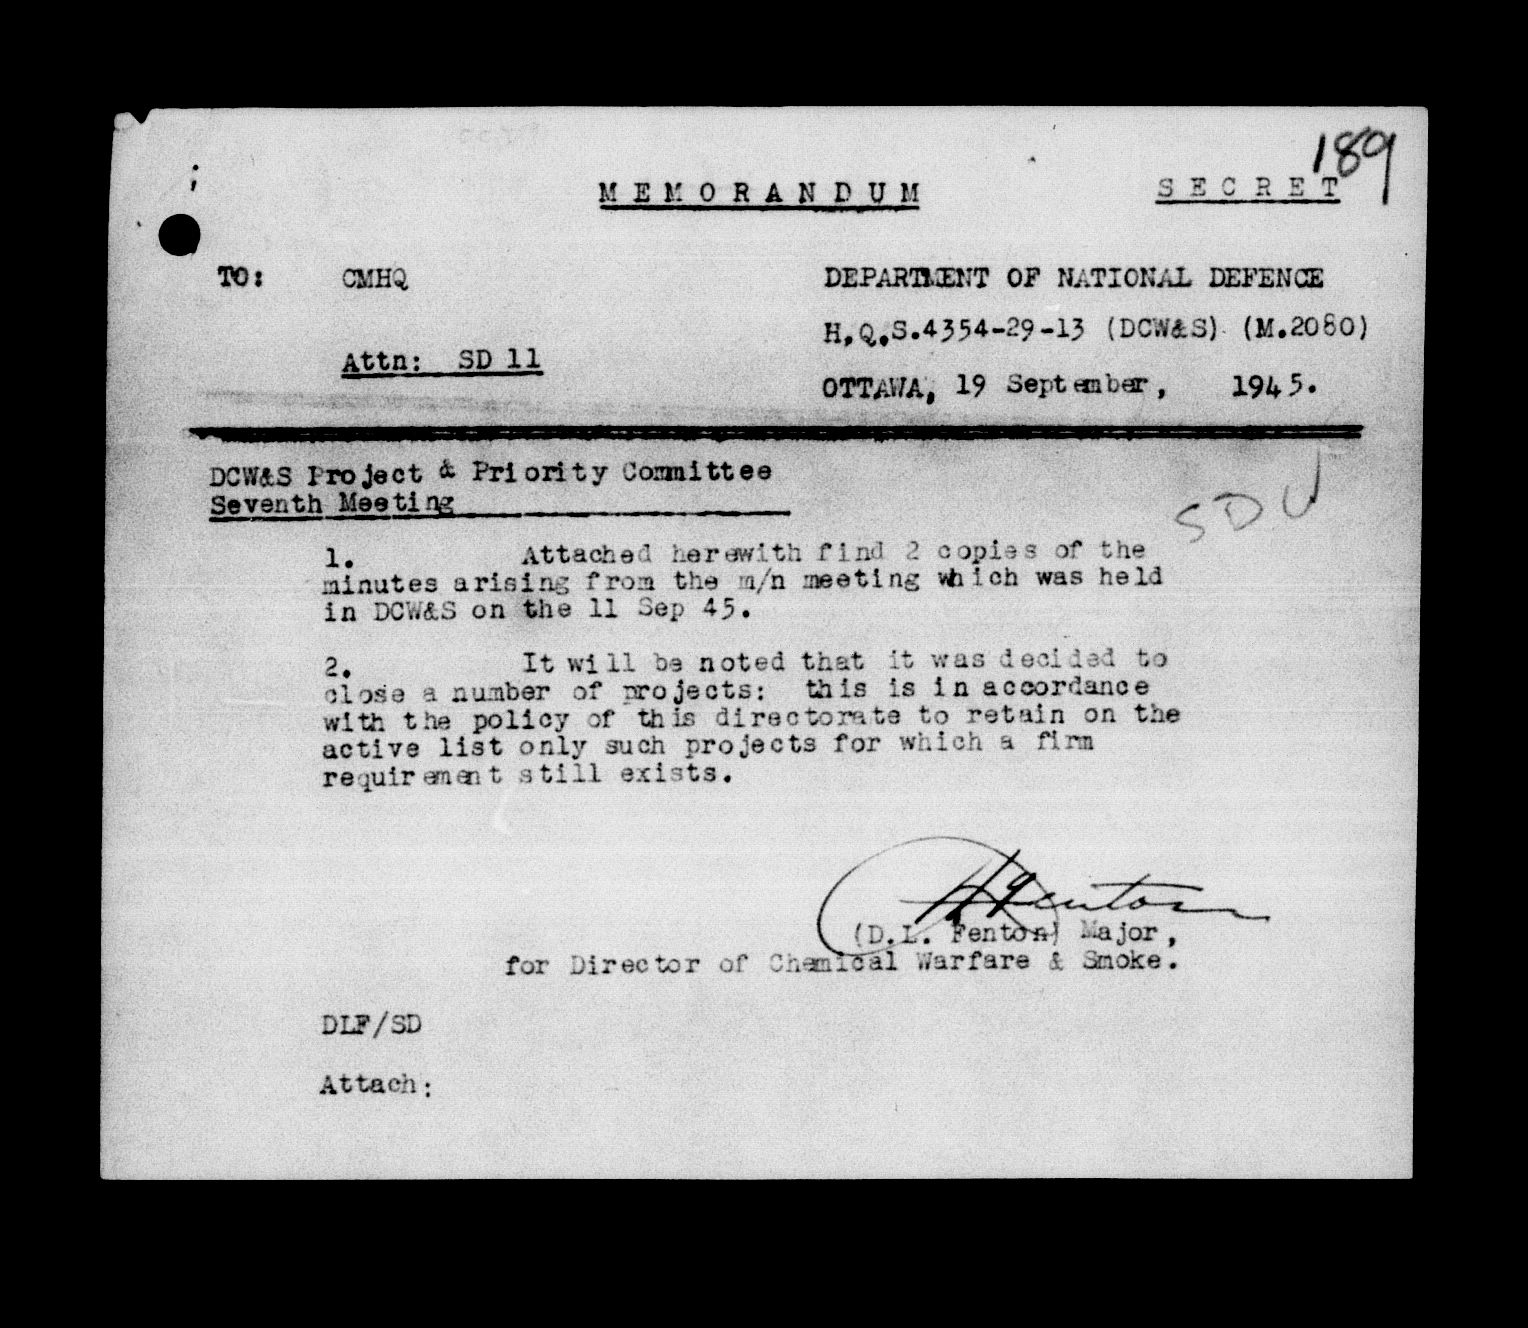 189
MEMORANDUM SECRET
TO: CMHQ DEPARTMENT OF NATIONAL DEFENCE
H.Q.S.4354-29-13 (DCW&S) (M.2080)
Attn: SD 11
OTTAWA, 19 September, 1945.
DCW&S Project & Priority Committee
Seventh Meeting
SD
1. Attached herewith find 2 copies of the
minutes arising from the m/n meeting which was held
in DCW&S on the 11 Sep 45.
2. It will be noted that it was decided to
close a number of projects: this is in accordance
with the policy of this directorate to retain on the
active list only such projects for which a firm
requirement still exists.
(D.L. Fenton) Major,
for Director of Chemical Warfare & Smoke.
DLF/SD
Attach: